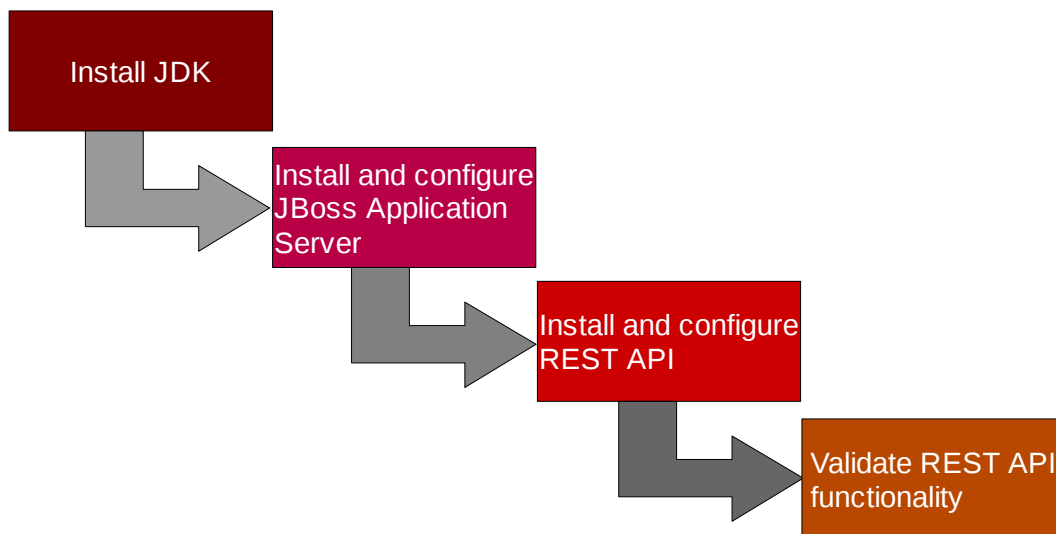 Install JDK
Install and configure
JBoss Application
Server
Install and configure
REST API
Validate REST API
functionality